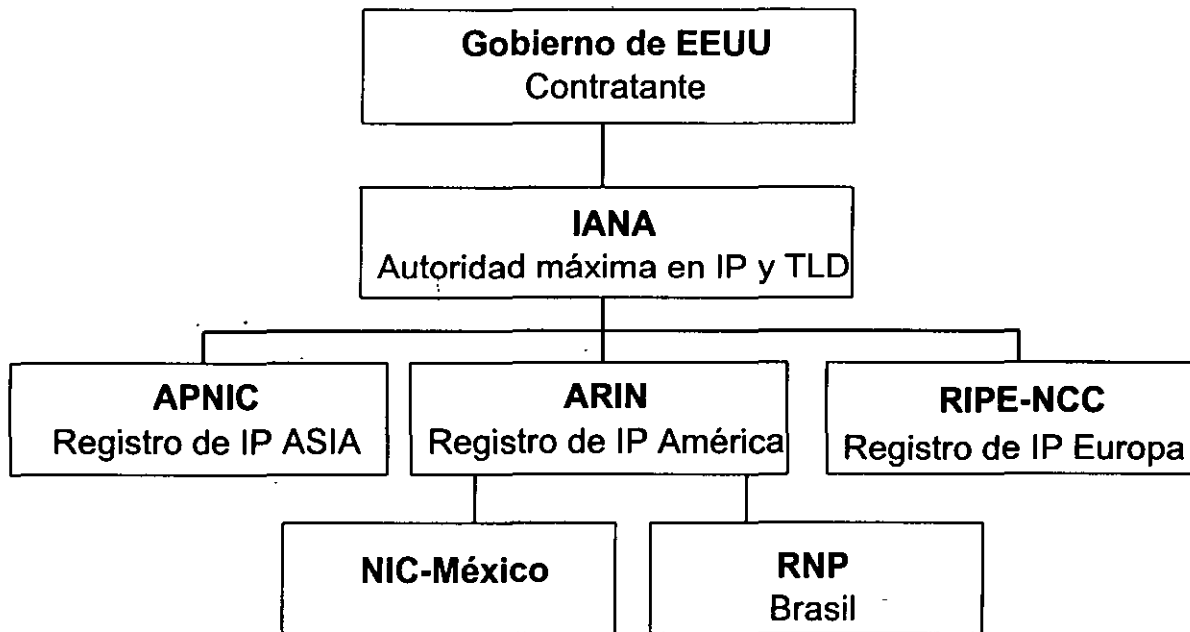 Gobierno de EEUU
Contratante
IANA
Autoridad máxima en IP y TLD
APNIC
Registro de IP ASIA
ARIN
Registro de IP América
RIPE-NCC
Registro de IP Europa
NIC-México
RNP
Brasil